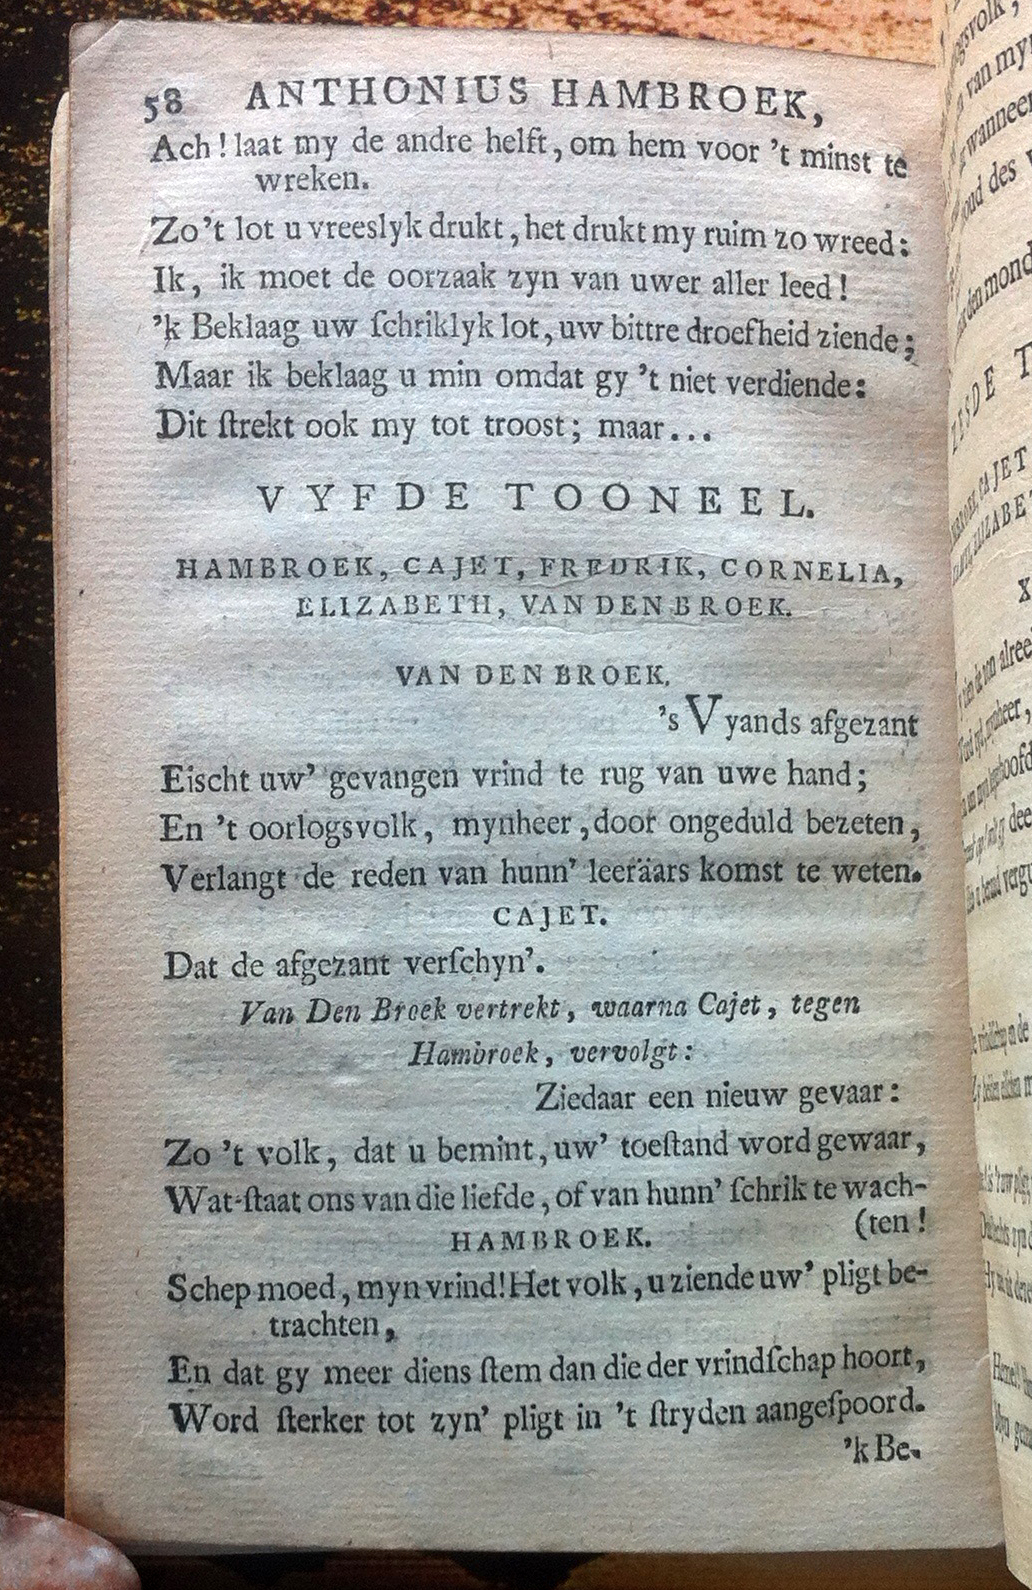 58 ANTHONIUS HAMBROEK,
Ach! laat my de andre helft, om hem voor 't minst te
wreken.
Zo 't lot u vreeslyk drukt, het drukt my ruim zo wreed:
Ik, ik moet de oorzaak zyn van uwer aller leed!
'k Beklaag uw ſchriklyk lot, uw bittre droefheid ziende;
Maar ik beklaag u min omdat gy 't niet verdiende:
Dit ſtrekt ook my tot troost; maar...
VYFDE TOONEEL.
HAMBROEK, CAJET, FREDRIK, CORNELIA,
ELIZABETH, VAN DEN BROEK.
VAN DEN BROEK.
's Vyands afgezant
Eischt uw' gevangen vrind te rug van uwe hand;
En 't oorlogsvolk, mynheer, door ongeduld bezeten,
Verlangt de reden van hunn' leeräars komst te weten.
CAJET.
Dat de afgezant verſchyn'.
Van Den Broek vertrekt, waarna Cajet, tegen
Hambroek, vervolgt:
Ziedaar een nieuw gevaar:
Zo 't volk, dat u bemint, uw' toeſtand word gewaar,
Wat ſtaat ons van die liefde, of van hunn' ſchrik te wach-
(ten!
HAMBROEK.
Schep moed, myn vrind! Het volk, u ziende uw' pligt be-
trachten,
En dat gy meer diens ſtem dan die der vrindſchap hoort,
Word ſterker tot zyn' pligt in 't ſtryden aangeſpoord.
'k Be-